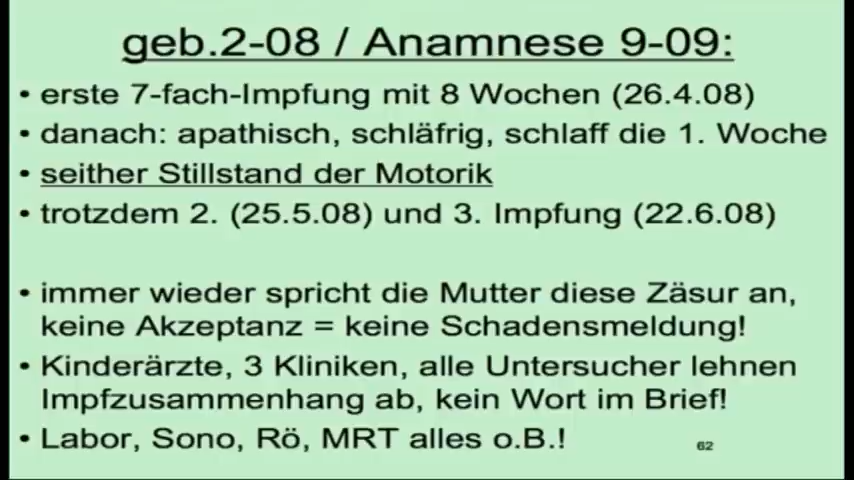 geb.2-08 / Anamnese 9-09:
• erste 7-fach-Impfung mit 8 Wochen (26.4.08)
• danach: apathisch, schläfrig, schlaff die 1. Woche
• seither Stillstand der Motorik
• trotzdem 2. (25.5.08) und 3. Impfung (22.6.08)
• immer wieder spricht die Mutter diese Zäsur an,
keine Akzeptanz = keine Schadensmeldung!
• Kinderärzte, 3 Kliniken, alle Untersucher lehnen
Impfzusammenhang ab, kein Wort im Brief!
• Labor, Sono, Rö, MRT alles o.B.!
62